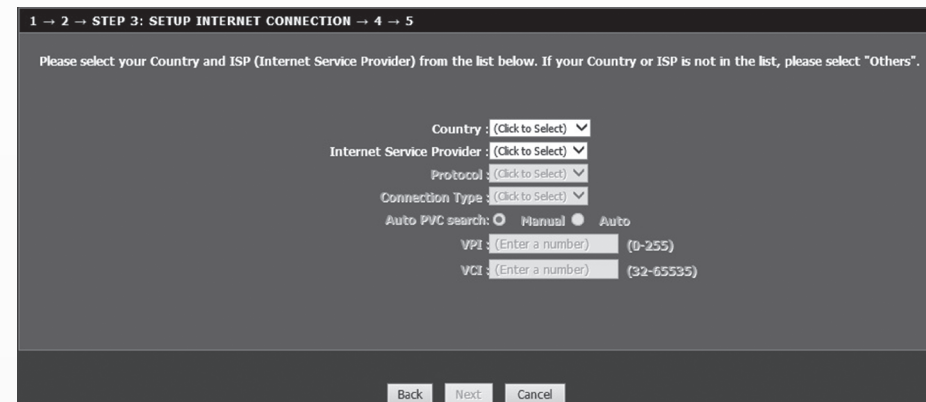 1 → 2 → STEP 3: SETUP INTERNET CONNECTION → 4 → 5
Please select your Country and ISP (Internet Service Provider) from the list below. If your Country or ISP is not in the list, please select "Others".
Country : (Click to Select)
Internet Service Provider : (Click to Select)
Protocol : (Click to Select)
Connection Type : (Click to Select)
Auto PVC search: Manual Auto
VPI : (Enter a number) (0-255)
VCI : (Enter a number) (32-65535)
Back Next Cancel